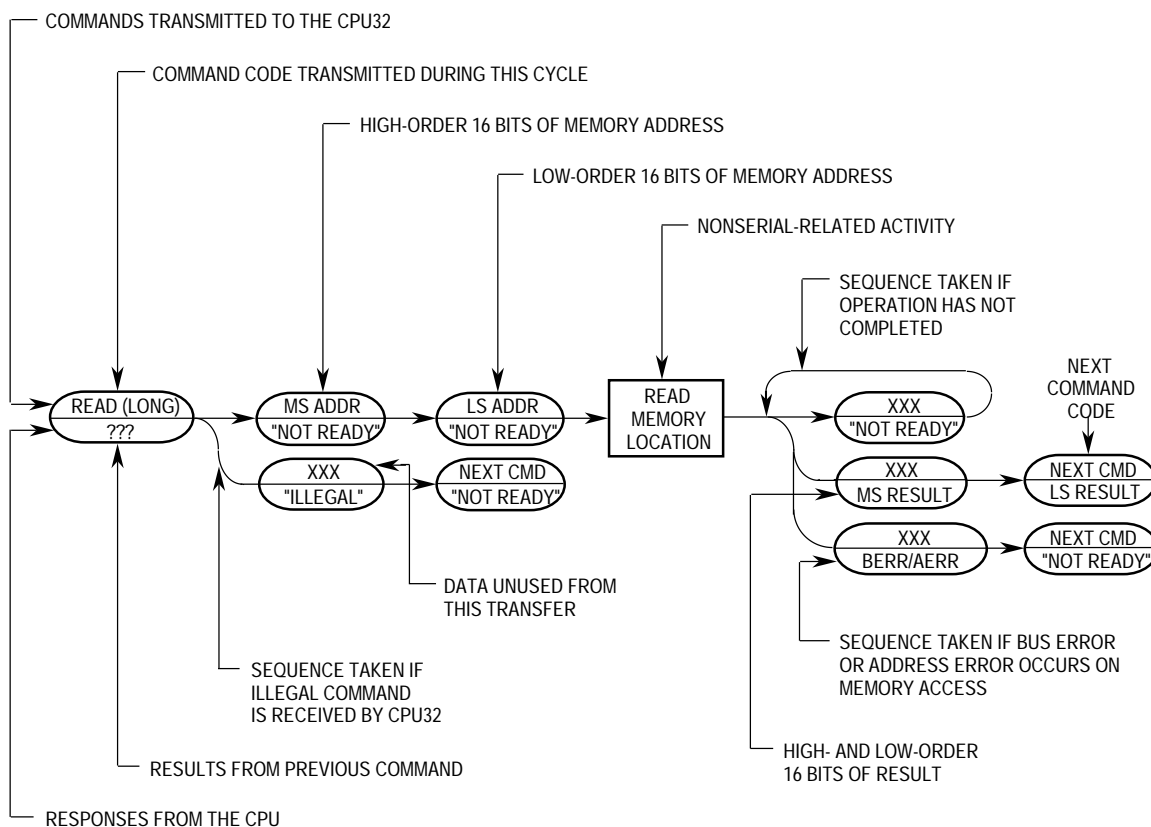 COMMANDS TRANSMITTED TO THE CPU32
COMMAND CODE TRANSMITTED DURING THIS CYCLE
HIGH-ORDER 16 BITS OF MEMORY ADDRESS
LOW-ORDER 16 BITS OF MEMORY ADDRESS
NONSERIAL-RELATED ACTIVITY
SEQUENCE TAKEN IF
OPERATION HAS NOT
COMPLETED
NEXT
COMMAND
CODE
READ (LONG)
???
MS ADDR
"NOT READY"
LS ADDR
"NOT READY"
READ
MEMORY
LOCATION
XXX
"NOT READY"
XXX
"ILLEGAL"
NEXT CMD
"NOT READY"
XXX
MS RESULT
NEXT CMD
LS RESULT
XXX
BERR/AERR
NEXT CMD
"NOT READY"
DATA UNUSED FROM
THIS TRANSFER
SEQUENCE TAKEN IF
ILLEGAL COMMAND
IS RECEIVED BY CPU32
SEQUENCE TAKEN IF BUS ERROR
OR ADDRESS ERROR OCCURS ON
MEMORY ACCESS
HIGH- AND LOW-ORDER
16 BITS OF RESULT
RESULTS FROM PREVIOUS COMMAND
RESPONSES FROM THE CPU